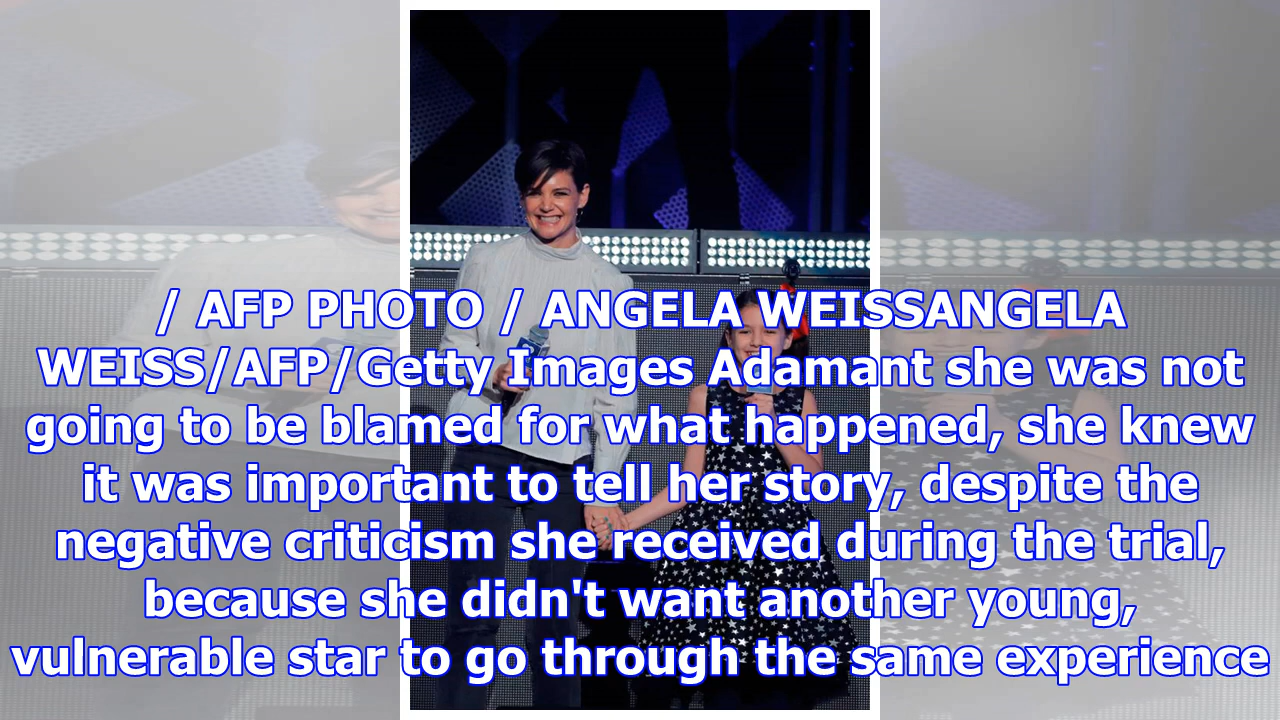 / AFP PHOTO / ANGELA WEISSANGELA
WEISS/AFP/Getty Images Adamant she was not
going to be blamed for what happened, she knew
it was important to tell her story, despite the
negative criticism she received during the trial,
because she didn't want another young,
vulnerable star to go through the same experience